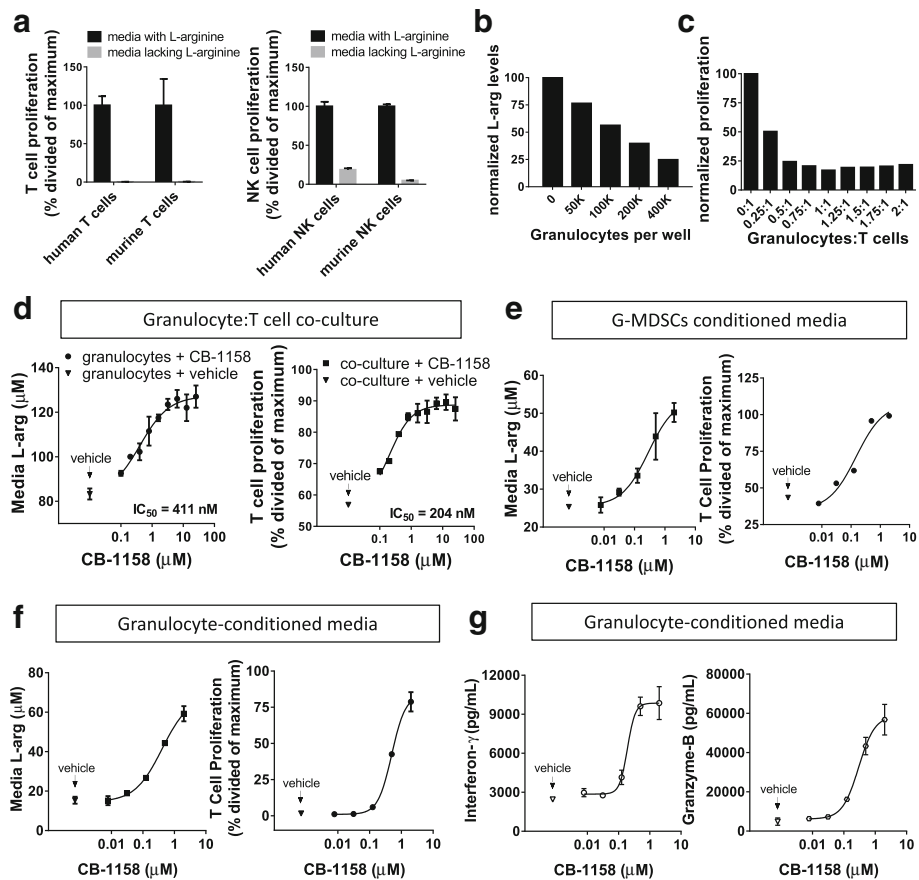 a
media with L-arginine
media lacking L-arginine
T cell proliferation
(% divided of maximum)
150
100
50
0
human T cells
murine T cells
media with L-arginine
media lacking L-arginine
NK cell proliferation
(% divided of maximum)
150
100
50
0
human NK cells
murine NK cells
b
normalized L-arg levels
100
75
50
25
0
0
50K
100K
200K
400K
Granulocytes per well
c
normalized proliferation
100
75
50
25
0
0:1
0.25:1
0.5:1
0.75:1
1:1
1.25:1
1.5:1
1.75:1
2:1
Granulocytes:T cells
d
Granulocyte:T cell co-culture
Media L-arg (μM)
140
120
100
80
granulocytes + CB-1158
granulocytes + vehicle
vehicle
IC50 = 411 nM
0.1
1
10
100
CB-1158 (μM)
T cell proliferation
(% divided of maximum)
100
90
80
70
60
50
co-culture + CB-1158
co-culture + vehicle
vehicle
IC50 = 204 nM
0.1
1
10
100
CB-1158 (μM)
e
G-MDSCs conditioned media
Media L-arg (μM)
60
50
40
30
20
vehicle
0.01
0.1
1
10
CB-1158 (μM)
T Cell Proliferation
(% divided of maximum)
125
100
75
50
25
vehicle
0.01
0.1
1
10
CB-1158 (μM)
f
Granulocyte-conditioned media
Media L-arg (μM)
80
60
40
20
0
vehicle
0.01
0.1
1
10
CB-1158 (μM)
T Cell Proliferation
(% divided of maximum)
100
75
50
25
0
vehicle
0.01
0.1
1
10
CB-1158 (μM)
g
Granulocyte-conditioned media
Interferon-γ (pg/mL)
12000
9000
6000
3000
0
vehicle
0.01
0.1
1
10
CB-1158 (μM)
Granzyme-B (pg/mL)
80000
60000
40000
20000
0
vehicle
0.01
0.1
1
10
CB-1158 (μM)